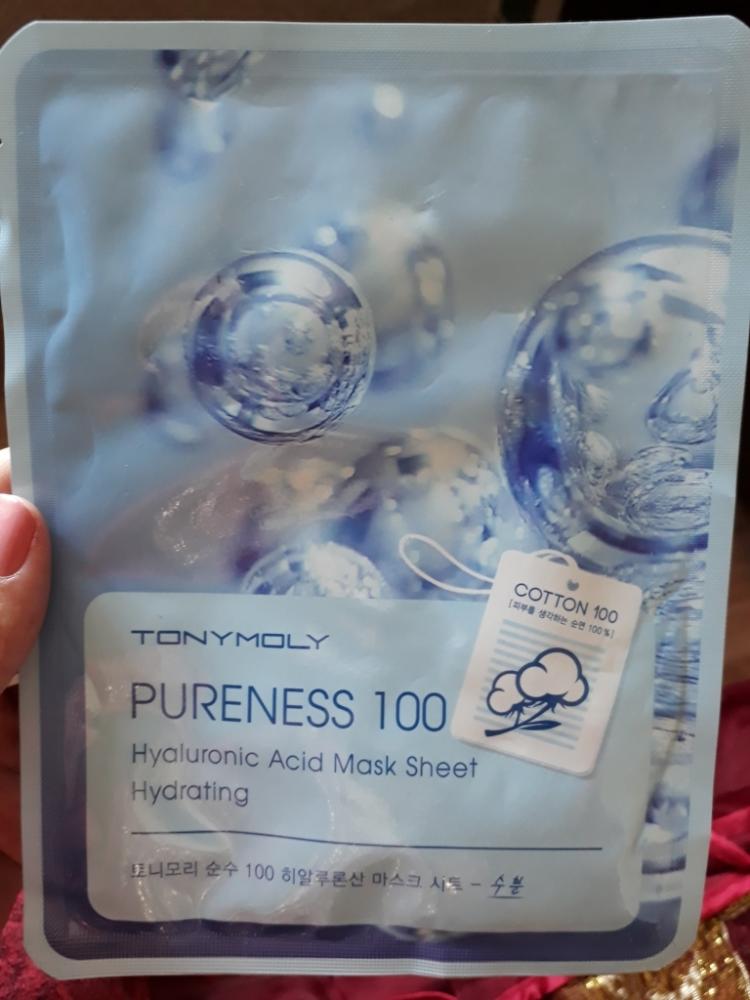 COTTON 100
[피부를 생각하는 순면 100%]
TONYMOLY
PURENESS 100
Hyaluronic Acid Mask Sheet
Hydrating
토니모리 순수 100 히알루론산 마스크 시트 - 수분